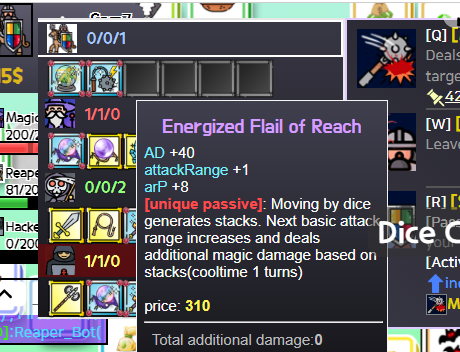 0/0/1
[Q]
Deals
targe
15$
42
Magic
200/2
1/1/0
Energized Flail of Reach
AD +40
attackRange +1
arP +8
[unique passive]: Moving by dice
generates stacks. Next basic attack
range increases and deals
additional magic damage based on
stacks(cooltime 1 turns)
price: 310
Total additional damage:0
[W]
Leave
Reape
81/20
0/0/2
[R]
Dice C
Hacke
0/200
1/1/0
[Activ
]:Reaper_Bot(